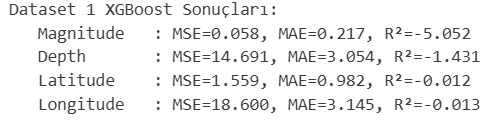 Dataset 1 XGBoost Sonuçları:
Magnitude : MSE=0.058, MAE=0.217, R²=-5.052
Depth : MSE=14.691, MAE=3.054, R²=-1.431
Latitude : MSE=1.559, MAE=0.982, R²=-0.012
Longitude : MSE=18.600, MAE=3.145, R²=-0.013